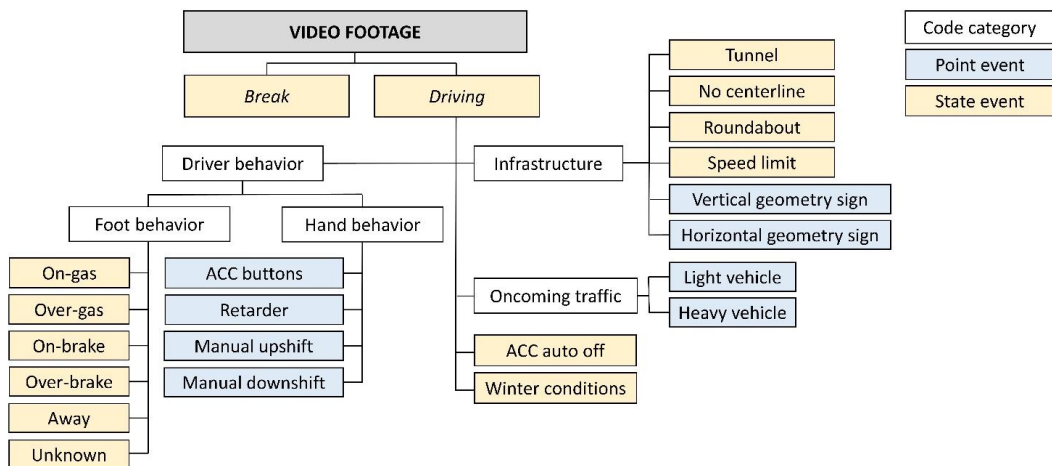 VIDEO FOOTAGE
Break
Driving
Driver behavior
Foot behavior
On-gas
Over-gas
On-brake
Over-brake
Away
Unknown
Hand behavior
ACC buttons
Retarder
Manual upshift
Manual downshift
Infrastructure
Tunnel
No centerline
Roundabout
Speed limit
Vertical geometry sign
Horizontal geometry sign
Oncoming traffic
Light vehicle
Heavy vehicle
ACC auto off
Winter conditions
Code category
Point event
State event